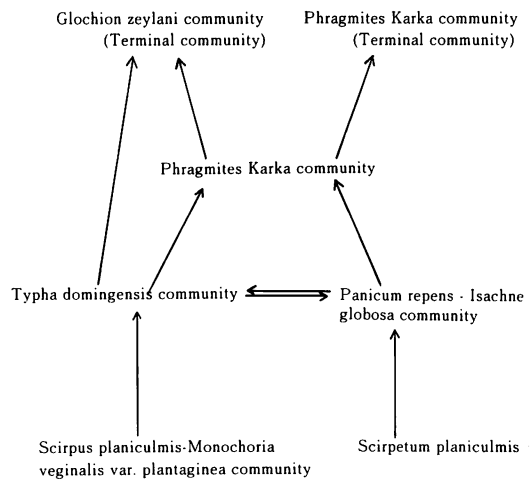 Glochion zeylani community
(Terminal community)
Phragmites Karka community
(Terminal community)
Phragmites Karka community
Typha domingensis community
Panicum repens - Isachne
globosa community
Scirpus planiculmis-Monochoria
veginalis var. plantaginea community
Scirpetum planiculmis